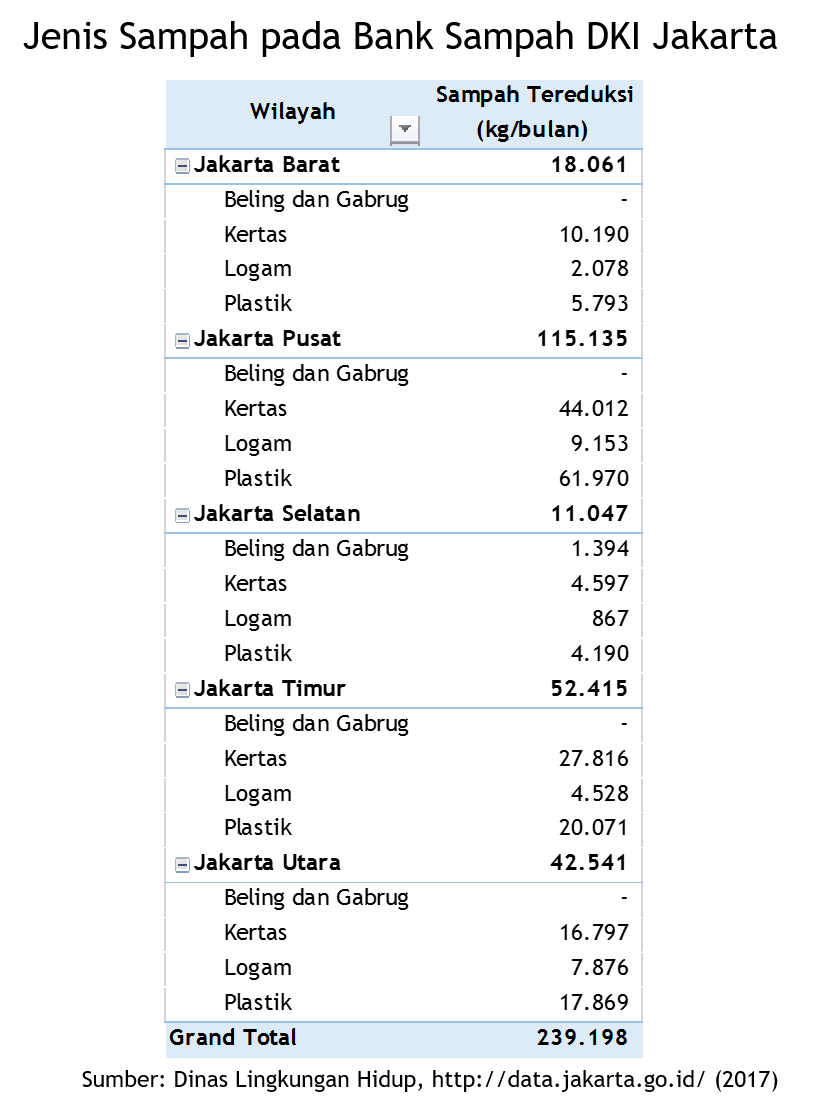 Jenis Sampah pada Bank Sampah DKI Jakarta
Wilayah Sampah Tereduksi (kg/bulan)
Jakarta Barat 18.061
Beling dan Gabrug -
Kertas 10.190
Logam 2.078
Plastik 5.793
Jakarta Pusat 115.135
Beling dan Gabrug -
Kertas 44.012
Logam 9.153
Plastik 61.970
Jakarta Selatan 11.047
Beling dan Gabrug 1.394
Kertas 4.597
Logam 867
Plastik 4.190
Jakarta Timur 52.415
Beling dan Gabrug -
Kertas 27.816
Logam 4.528
Plastik 20.071
Jakarta Utara 42.541
Beling dan Gabrug -
Kertas 16.797
Logam 7.876
Plastik 17.869
Grand Total 239.198
Sumber: Dinas Lingkungan Hidup, http://data.jakarta.go.id/ (2017)